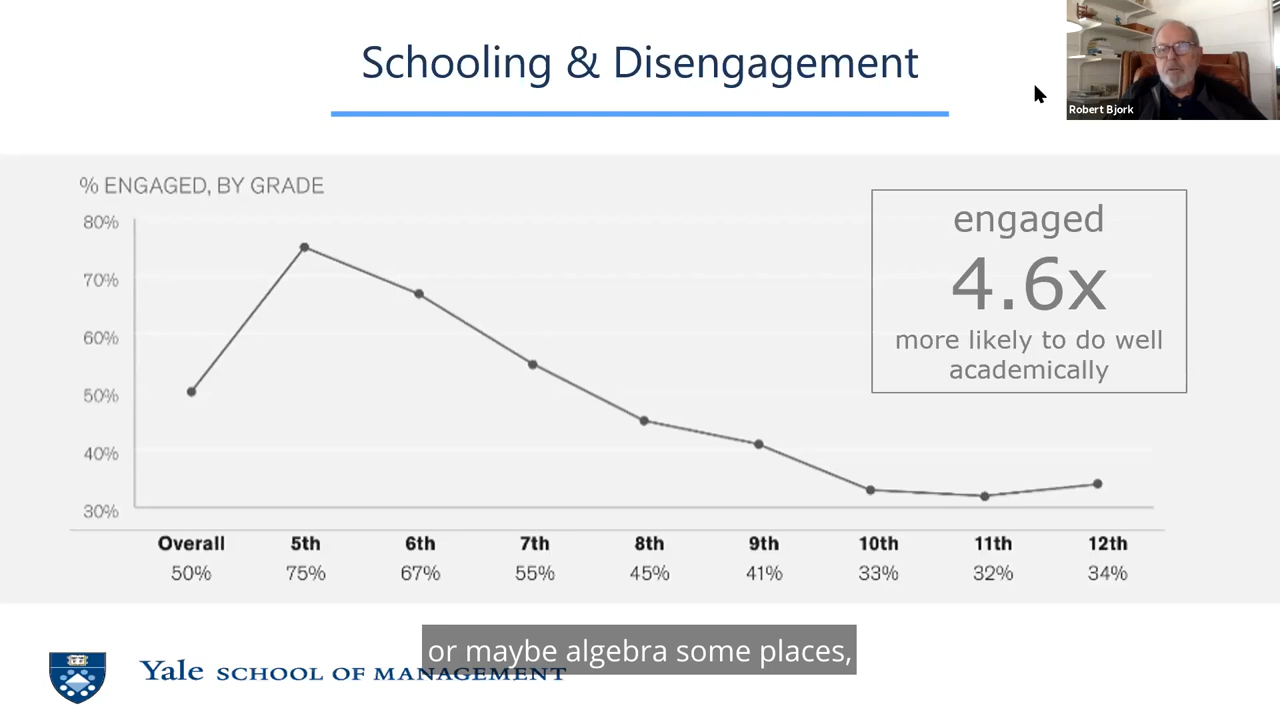 Schooling & Disengagement
Robert Bjork
% ENGAGED, BY GRADE
80%
70%
60%
50%
40%
30%
engaged
4.6x
more likely to do well
academically
Overall 5th 6th 7th 8th 9th 10th 11th 12th
50% 75% 67% 55% 45% 41% 33% 32% 34%
or maybe algebra some places,
Yale SCHOOL OF MANAGEMENT